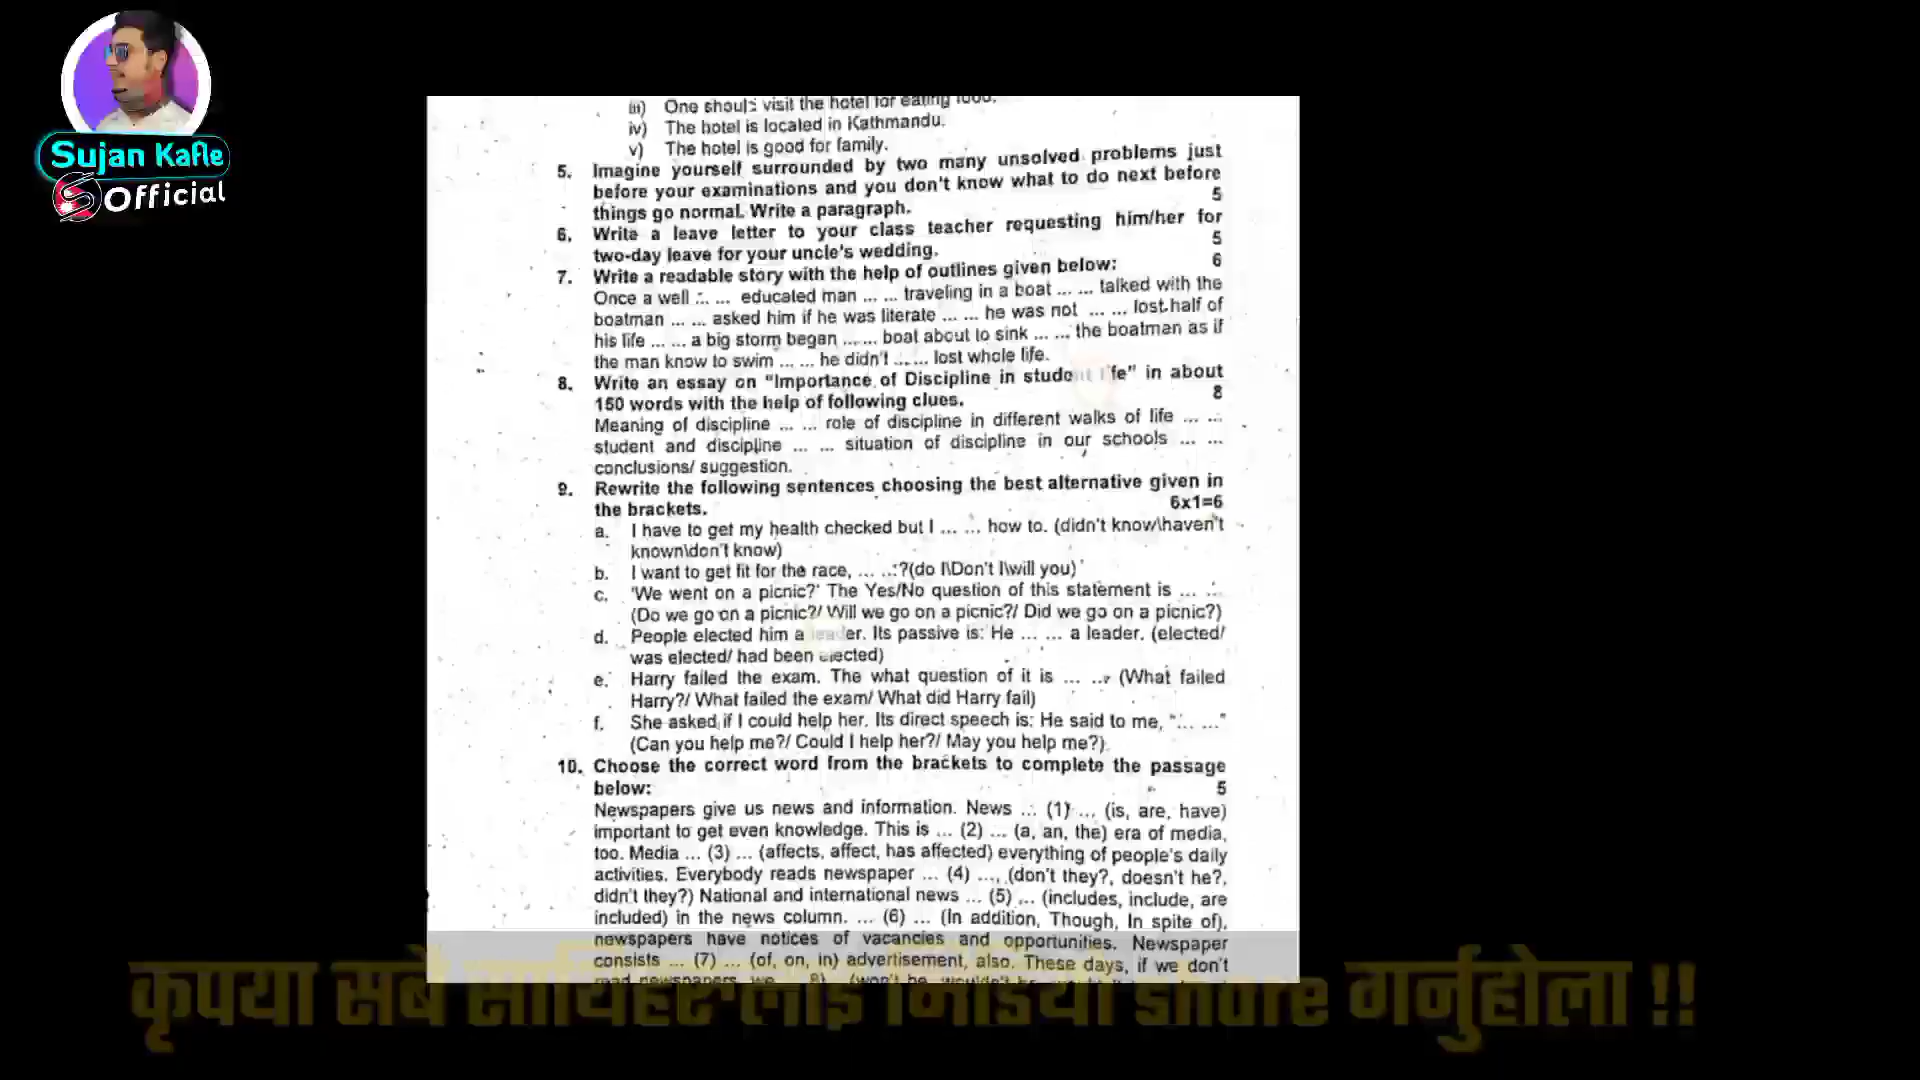 Sujan Kafle
Official
iii) One should visit the hotel for eating food.
iv) The hotel is localed in Kathmandu.
v) The hotel is good for family.
5. Imagine yourself surrounded by two many unsolved problems just
before your examinations and you don't know what to do next before
things go normal. Write a paragraph. 5
6. Write a leave letter to your class teacher requesting him/her for
two-day leave for your uncle's wedding. 5
7. Write a readable story with the help of outlines given below: 6
Once a well ... ... educated man ... ... traveling in a boat ... ... talked with the
boatman ... ... asked him if he was literate ... ... he was not ... ... lost half of
his life ... ... a big storm began ... ... boat about to sink ... ... the boatman as if
the man know to swim ... ... he didn't ... ... lost whole life.
8. Write an essay on "Importance of Discipline in student life" in about
150 words with the help of following clues. 8
Meaning of discipline ... ... role of discipline in different walks of life ... ...
student and discipline ... ... situation of discipline in our schools ... ...
conclusions/ suggestion.
9. Rewrite the following sentences choosing the best alternative given in
the brackets. 6x1=6
a. I have to get my health checked but I ... ... how to. (didn't know\haven't
known\don't know)
b. I want to get fit for the race, ... ...?(do I\Don't I\will you)
c. 'We went on a picnic?' The Yes/No question of this statement is ... ...
(Do we go on a picnic?/ Will we go on a picnic?/ Did we go on a picnic?)
d. People elected him a leader. Its passive is: He ... ... a leader. (elected/
was elected/ had been elected)
e. Harry failed the exam. The what question of it is ... ... (What failed
Harry?/ What failed the exam/ What did Harry fail)
f. She asked if I could help her. Its direct speech is: He said to me, "... ..."
(Can you help me?/ Could I help her?/ May you help me?)
10. Choose the correct word from the brackets to complete the passage
below: 5
Newspapers give us news and information. News ... (1) ... (is, are, have)
important to get even knowledge. This is ... (2) ... (a, an, the) era of media,
too. Media ... (3) ... (affects, affect, has affected) everything of people's daily
activities. Everybody reads newspaper ... (4) ..., (don't they?, doesn't he?,
didn't they?) National and international news ... (5) ... (includes, include, are
included) in the news column. ... (6) ... (In addition, Though, In spite of),
newspapers have notices of vacancies and opportunities. Newspaper
consists ... (7) ... (of, on, in) advertisement, also. These days, if we don't
read newspapers we
कृपया सबै साथिहरुलाई भिडियो share गर्नुहोला !!